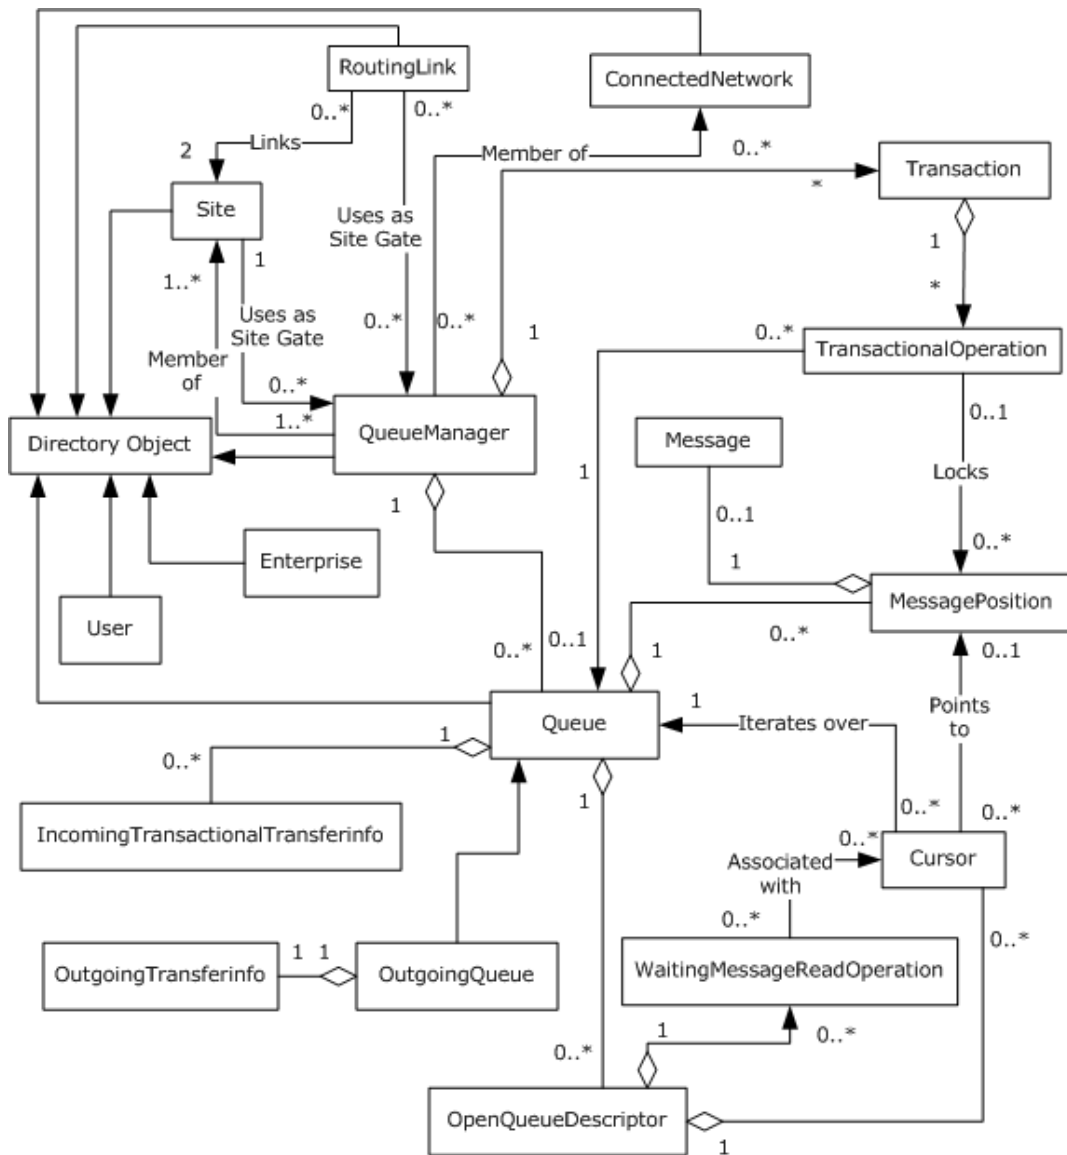 RoutingLink
ConnectedNetwork
0..*
0..*
Links
2
Member of
0..*
*
Transaction
Site
1
Uses as
Site Gate
1
1..*
*
Uses as
Site Gate
0..*
0..*
1
0..*
TransactionalOperation
Member
of
0..*
1..*
0..1
Directory Object
QueueManager
Message
1
Locks
1
0..1
0..*
Enterprise
1
MessagePosition
User
0..*
0..1
1
0..*
0..1
1
Queue
Iterates over
Points
to
1
0..*
1
0..*
0..*
IncomingTransactionalTransferinfo
0..*
Cursor
Associated
with
0..*
0..*
1
1
OutgoingTransferinfo
OutgoingQueue
WaitingMessageReadOperation
1
0..*
0..*
OpenQueueDescriptor
1